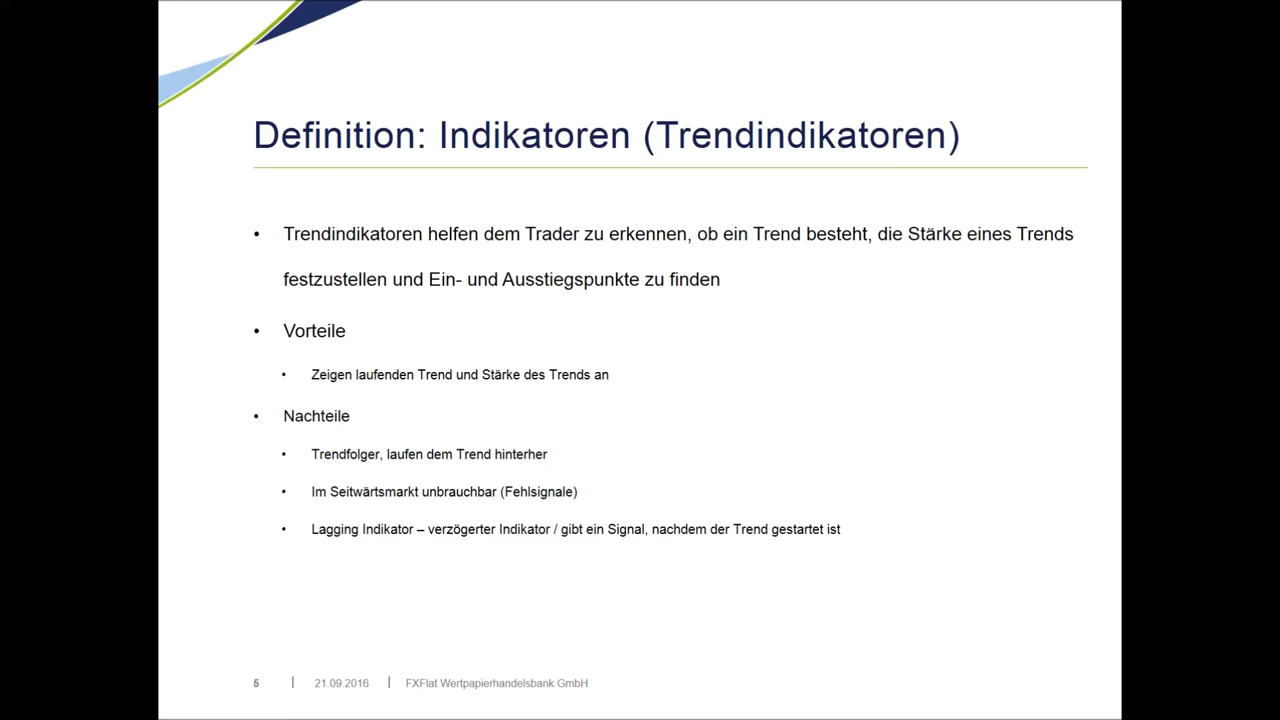 Definition: Indikatoren (Trendindikatoren)
• Trendindikatoren helfen dem Trader zu erkennen, ob ein Trend besteht, die Stärke eines Trends
festzustellen und Ein- und Ausstiegspunkte zu finden
• Vorteile
• Zeigen laufenden Trend und Stärke des Trends an
• Nachteile
• Trendfolger, laufen dem Trend hinterher
• Im Seitwärtsmarkt unbrauchbar (Fehlsignale)
• Lagging Indikator – verzögerter Indikator / gibt ein Signal, nachdem der Trend gestartet ist
5 | 21.09.2016 | FXFlat Wertpapierhandelsbank GmbH